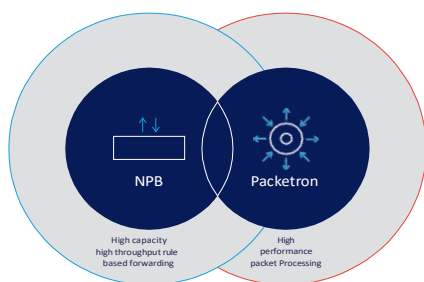 NPB
Packetron
High capacity
high throughput rule
based forwarding
High
performance
packet Processing